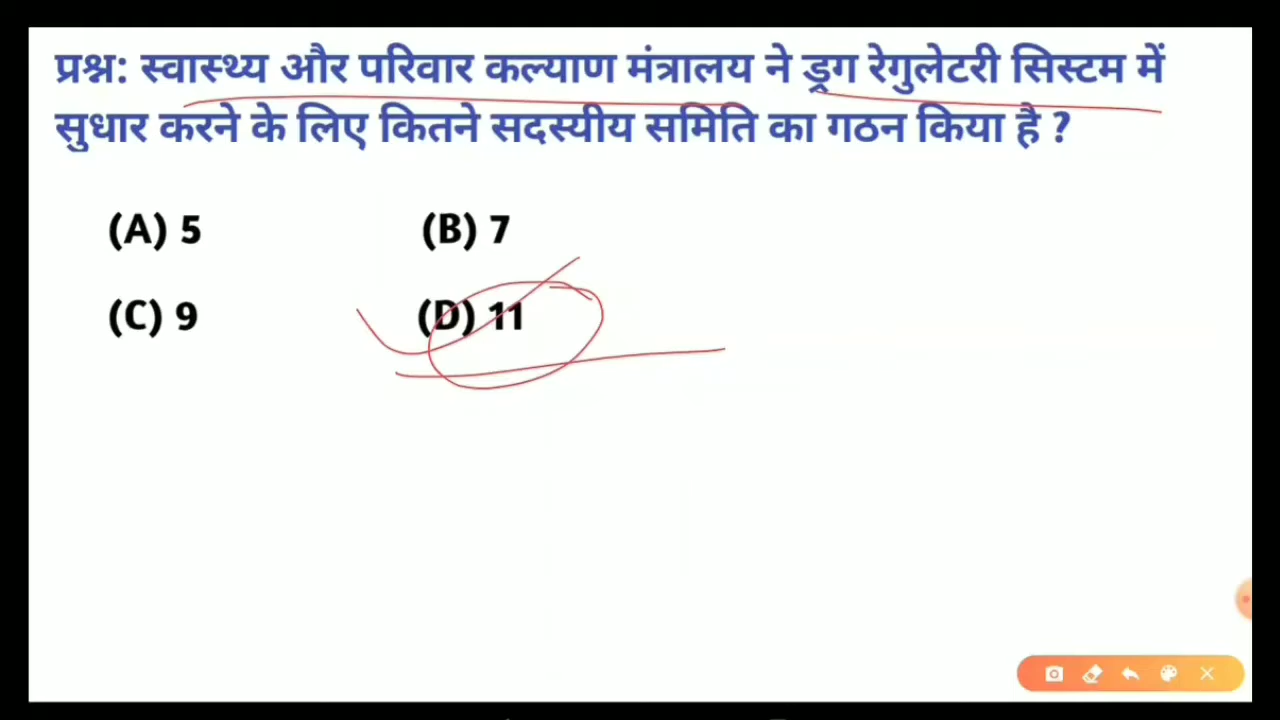 प्रश्न: स्वास्थ्य और परिवार कल्याण मंत्रालय ने ड्रग रेगुलेटरी सिस्टम में
सुधार करने के लिए कितने सदस्यीय समिति का गठन किया है ?
(A) 5 (B) 7
(C) 9 (D) 11